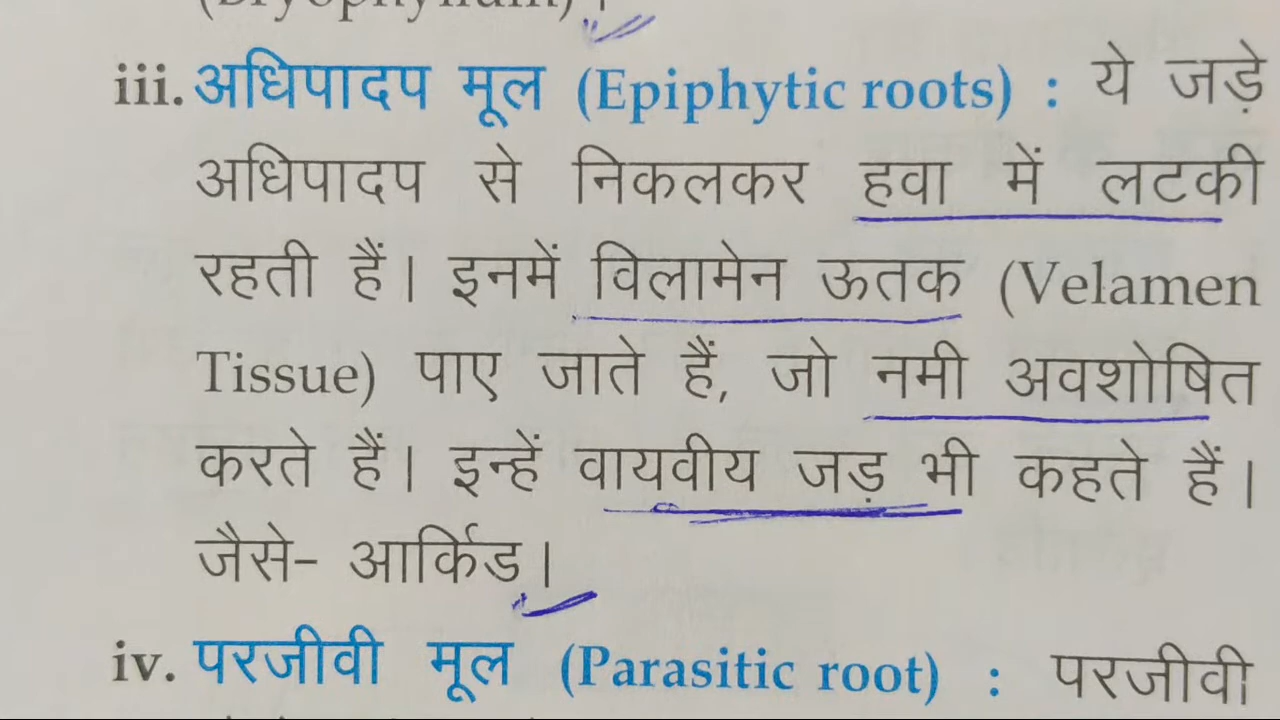 (Bryophyllum)।
iii. अधिपादप मूल (Epiphytic roots) : ये जड़े
अधिपादप से निकलकर हवा में लटकी
रहती हैं। इनमें विलामेन ऊतक (Velamen
Tissue) पाए जाते हैं, जो नमी अवशोषित
करते हैं। इन्हें वायवीय जड़ भी कहते हैं।
जैसे- आर्किड।
iv. परजीवी मूल (Parasitic root) : परजीवी